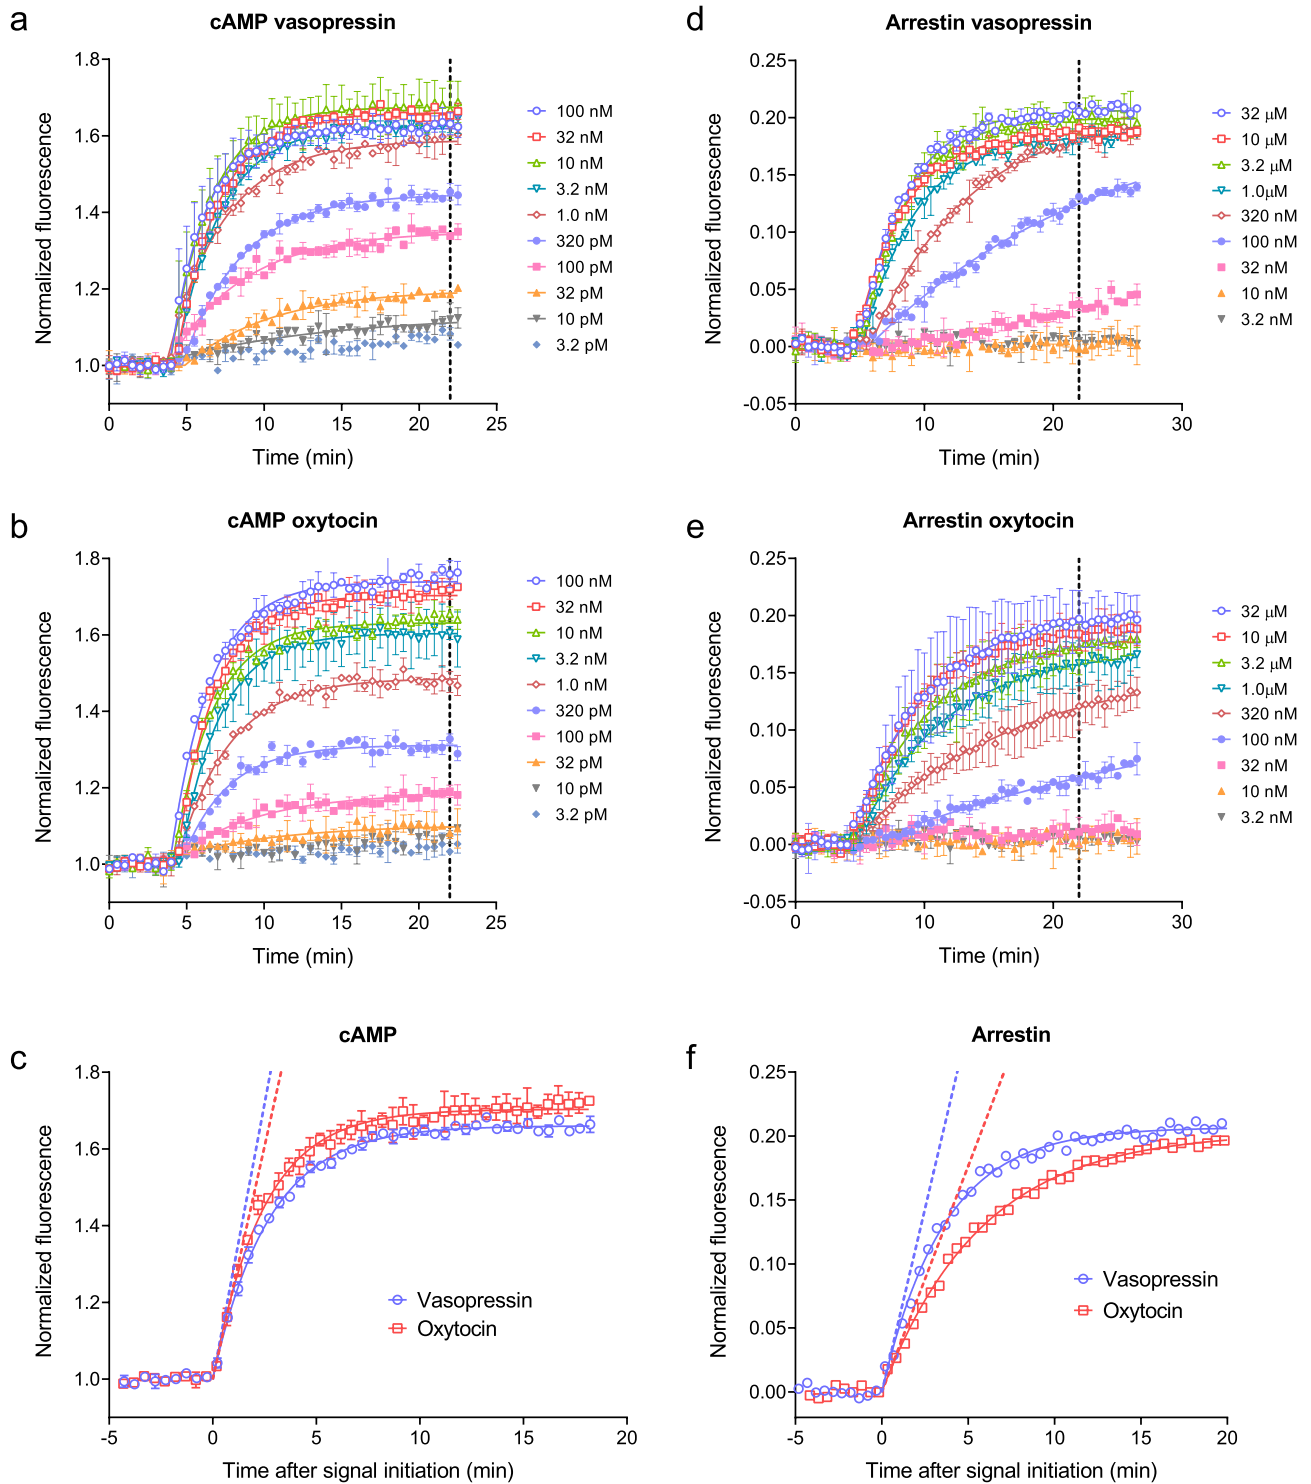 a
cAMP vasopressin
Normalized fluorescence
1.8
1.6
1.4
1.2
1.0
0
5
10
15
20
25
Time (min)
100 nM
32 nM
10 nM
3.2 nM
1.0 nM
320 pM
100 pM
32 pM
10 pM
3.2 pM
d
Arrestin vasopressin
Normalized fluorescence
0.25
0.20
0.15
0.10
0.05
0.00
-0.05
0
10
20
30
Time (min)
32 μM
10 μM
3.2 μM
1.0μM
320 nM
100 nM
32 nM
10 nM
3.2 nM
b
cAMP oxytocin
Normalized fluorescence
1.8
1.6
1.4
1.2
1.0
0
5
10
15
20
25
Time (min)
100 nM
32 nM
10 nM
3.2 nM
1.0 nM
320 pM
100 pM
32 pM
10 pM
3.2 pM
e
Arrestin oxytocin
Normalized fluorescence
0.25
0.20
0.15
0.10
0.05
0.00
-0.05
0
10
20
30
Time (min)
32 μM
10 μM
3.2 μM
1.0μM
320 nM
100 nM
32 nM
10 nM
3.2 nM
c
cAMP
Normalized fluorescence
1.8
1.6
1.4
1.2
1.0
-5
0
5
10
15
20
Time after signal initiation (min)
Vasopressin
Oxytocin
f
Arrestin
Normalized fluorescence
0.25
0.20
0.15
0.10
0.05
0.00
-5
0
5
10
15
20
Time after signal initiation (min)
Vasopressin
Oxytocin